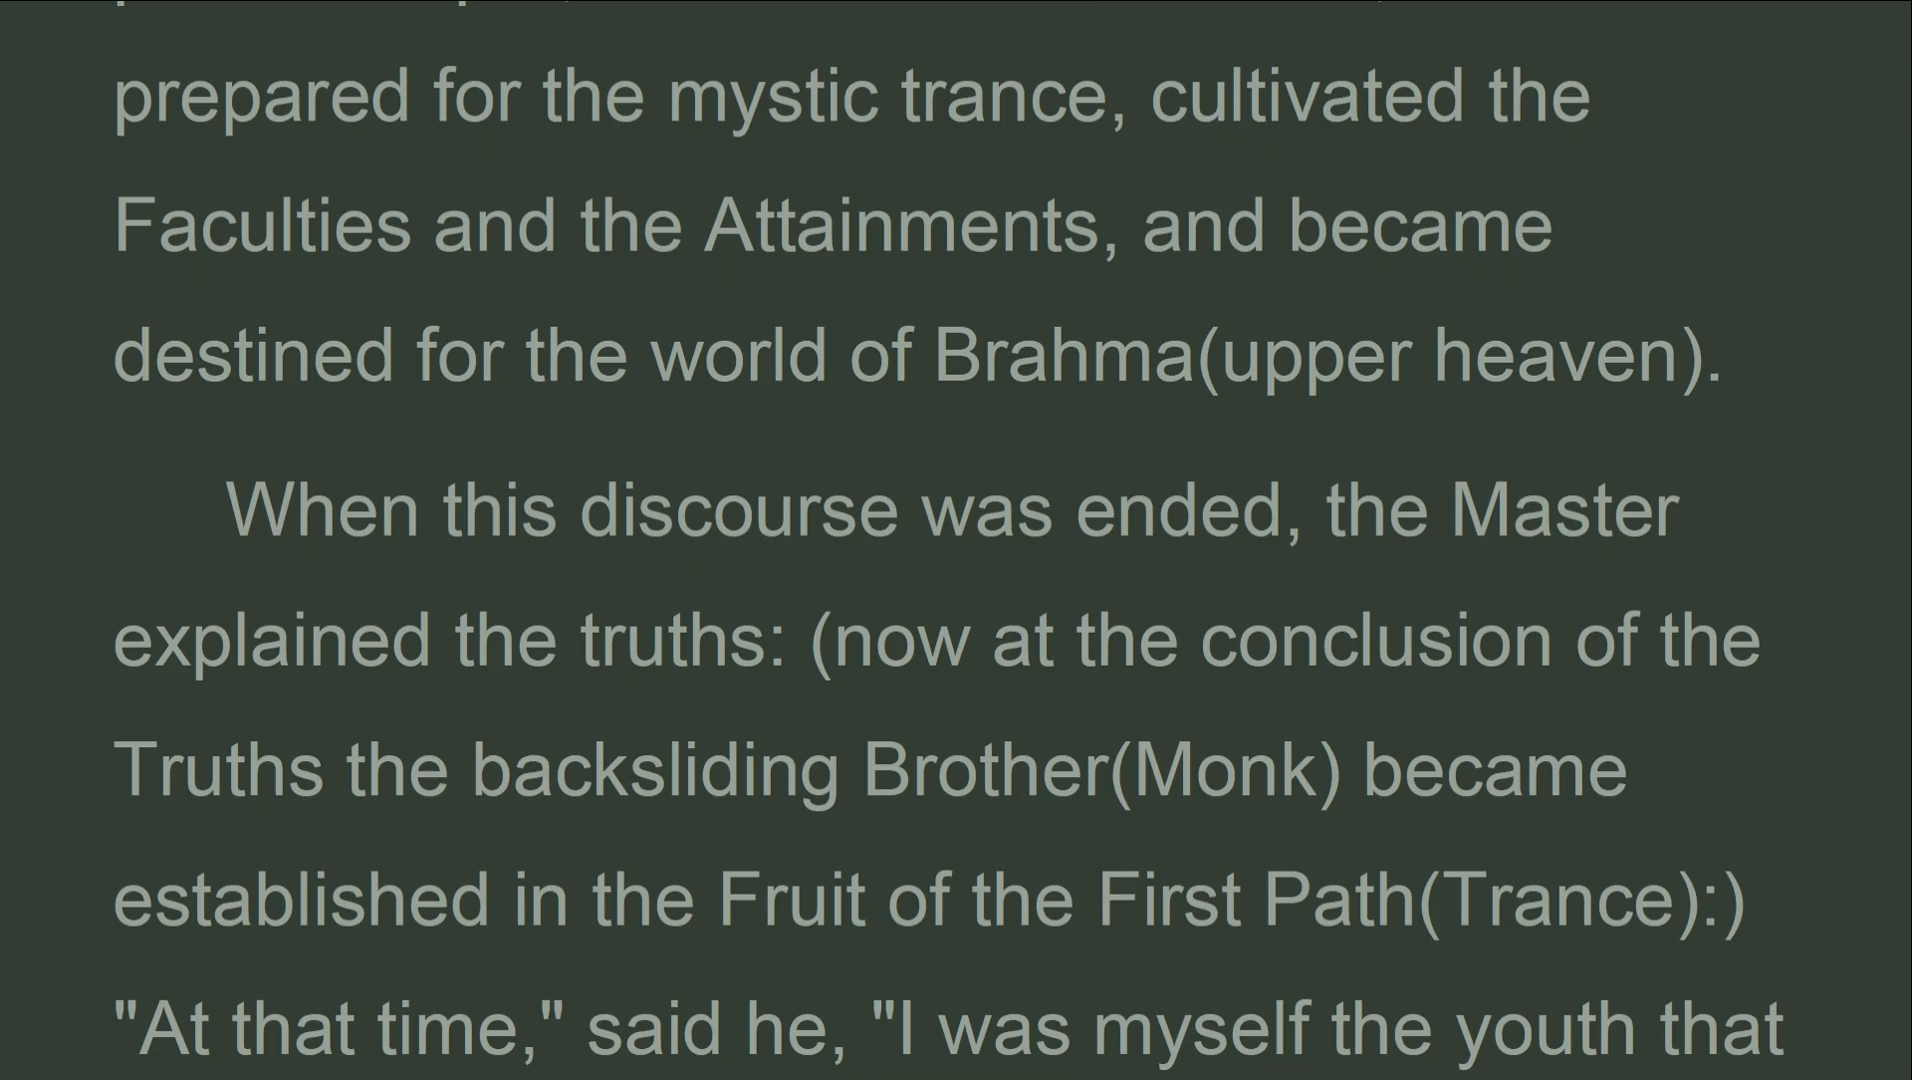 prepared for the mystic trance, cultivated the
Faculties and the Attainments, and became
destined for the world of Brahma(upper heaven).
When this discourse was ended, the Master
explained the truths: (now at the conclusion of the
Truths the backsliding Brother(Monk) became
established in the Fruit of the First Path(Trance):)
"At that time," said he, "I was myself the youth that